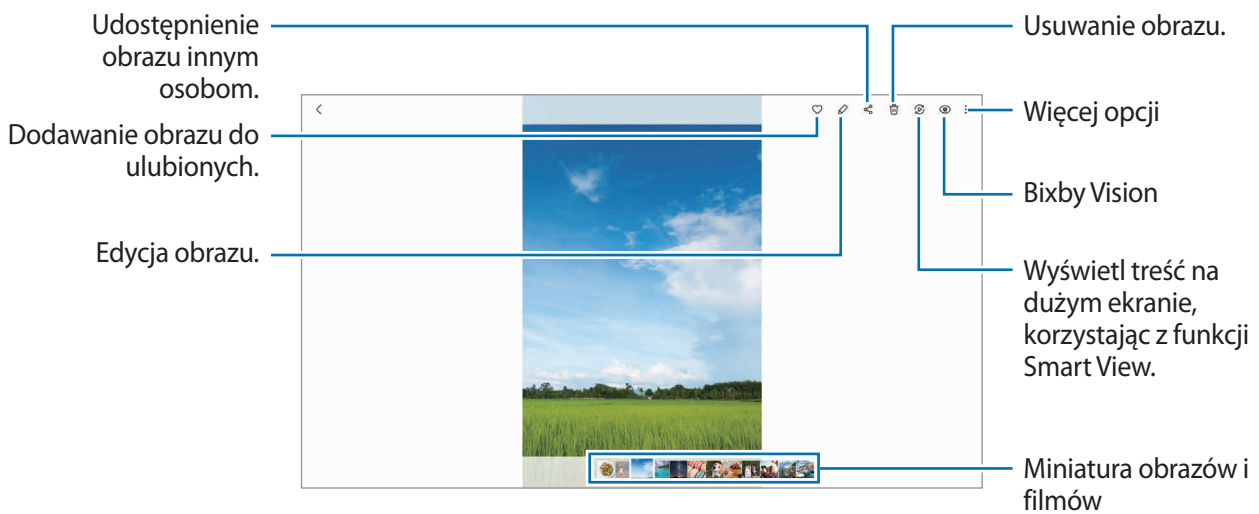 Udostępnienie
obrazu innym
osobom.
Dodawanie obrazu do
ulubionych.
Edycja obrazu.
Usuwanie obrazu.
Więcej opcji
Bixby Vision
Wyświetl treść na
dużym ekranie,
korzystając z funkcji
Smart View.
Miniatura obrazów i
filmów